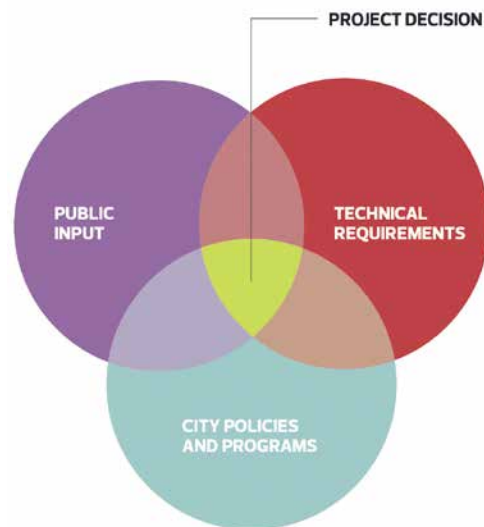 PROJECT DECISION
PUBLIC
INPUT
TECHNICAL
REQUIREMENTS
CITY POLICIES
AND PROGRAMS